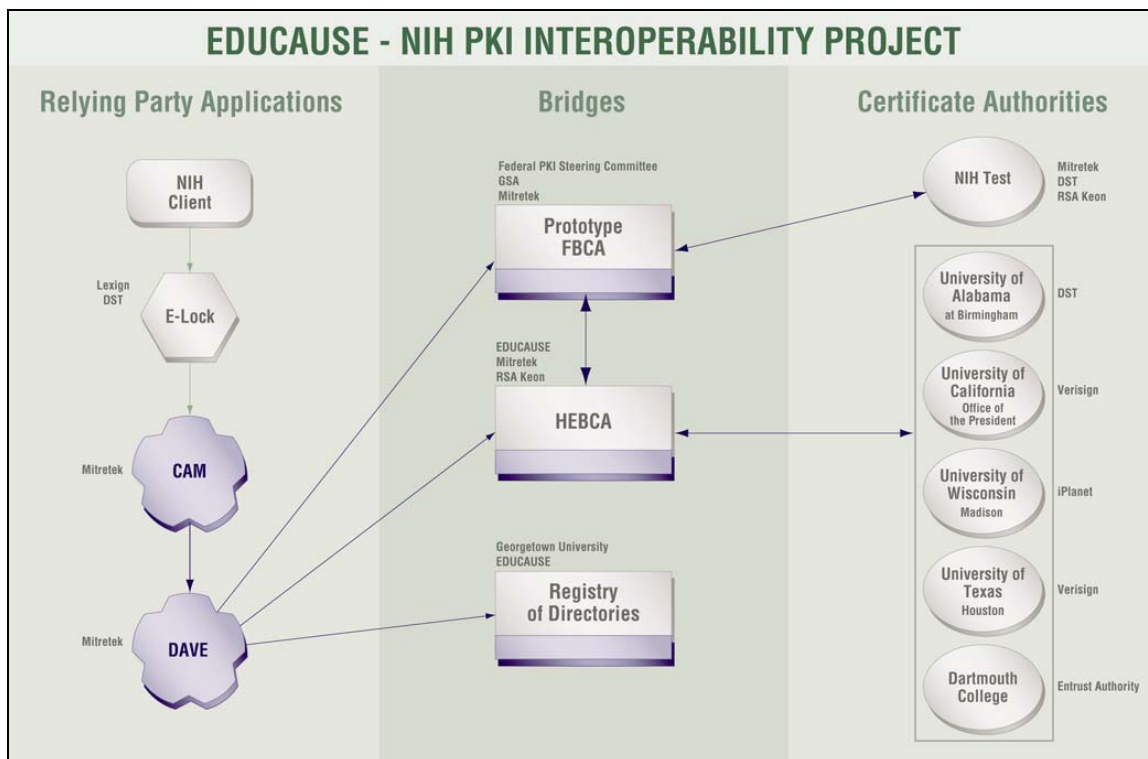 EDUCAUSE - NIH PKI INTEROPERABILITY PROJECT
Relying Party Applications
NIH
Client
Lexign
DST
E-Lock
Mitretek
CAM
Mitretek
DAVE
Bridges
Federal PKI Steering Committee
GSA
Mitretek
Prototype
FBCA
EDUCAUSE
Mitretek
RSA Keon
HEBCA
Georgetown University
EDUCAUSE
Registry
of Directories
Certificate Authorities
NIH Test
Mitretek
DST
RSA Keon
University of
Alabama
at Birmingham
DST
University of
California
Office of
the President
Verisign
University of
Wisconsin
Madison
iPlanet
University of
Texas
Houston
Verisign
Dartmouth
College
Entrust Authority